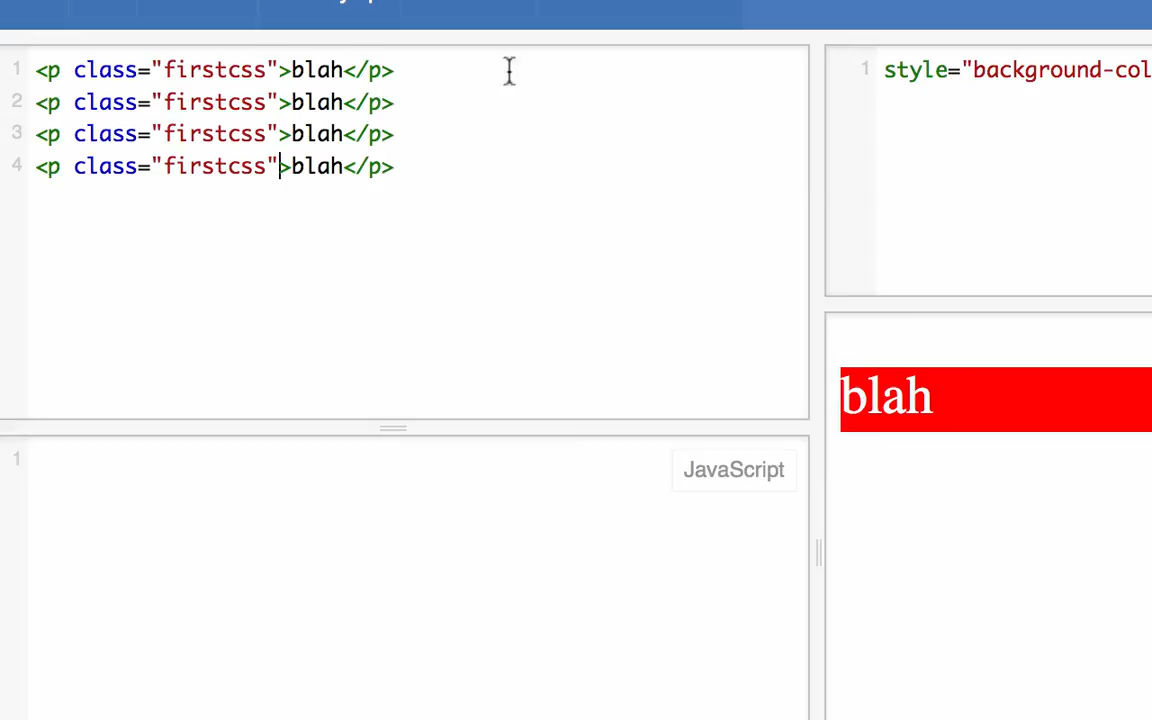 1 <p class="firstcss">blah</p>
2 <p class="firstcss">blah</p>
3 <p class="firstcss">blah</p>
4 <p class="firstcss">blah</p>
1 style="background-col
blah
1
JavaScript